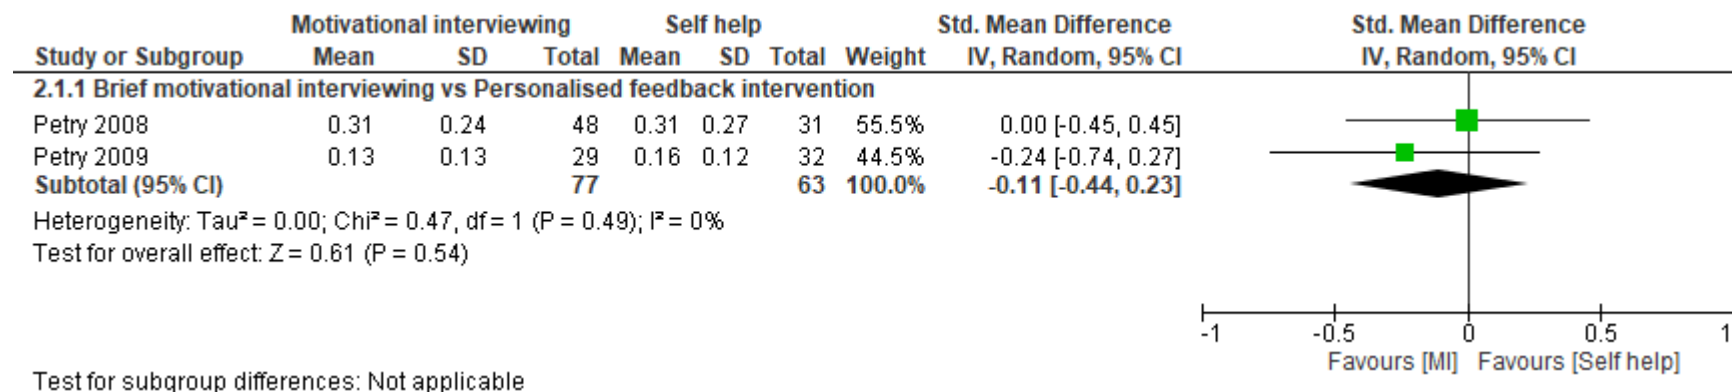 Motivational interviewing Self help Std. Mean Difference Std. Mean Difference
Study or Subgroup Mean SD Total Mean SD Total Weight IV, Random, 95% CI IV, Random, 95% CI
2.1.1 Brief motivational interviewing vs Personalised feedback intervention
Petry 2008 0.31 0.24 48 0.31 0.27 31 55.5% 0.00 [-0.45, 0.45]
Petry 2009 0.13 0.13 29 0.16 0.12 32 44.5% -0.24 [-0.74, 0.27]
Subtotal (95% CI) 77 63 100.0% -0.11 [-0.44, 0.23]
Heterogeneity: Tau² = 0.00; Chi² = 0.47, df = 1 (P = 0.49); I² = 0%
Test for overall effect: Z = 0.61 (P = 0.54)
-1 -0.5 0 0.5 1
Favours [MI] Favours [Self help]
Test for subgroup differences: Not applicable